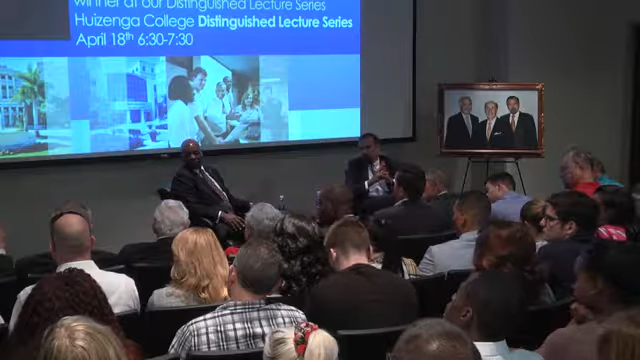 winner at our Distinguished Lecture Series
Huizenga College Distinguished Lecture Series
April 18th 6:30-7:30